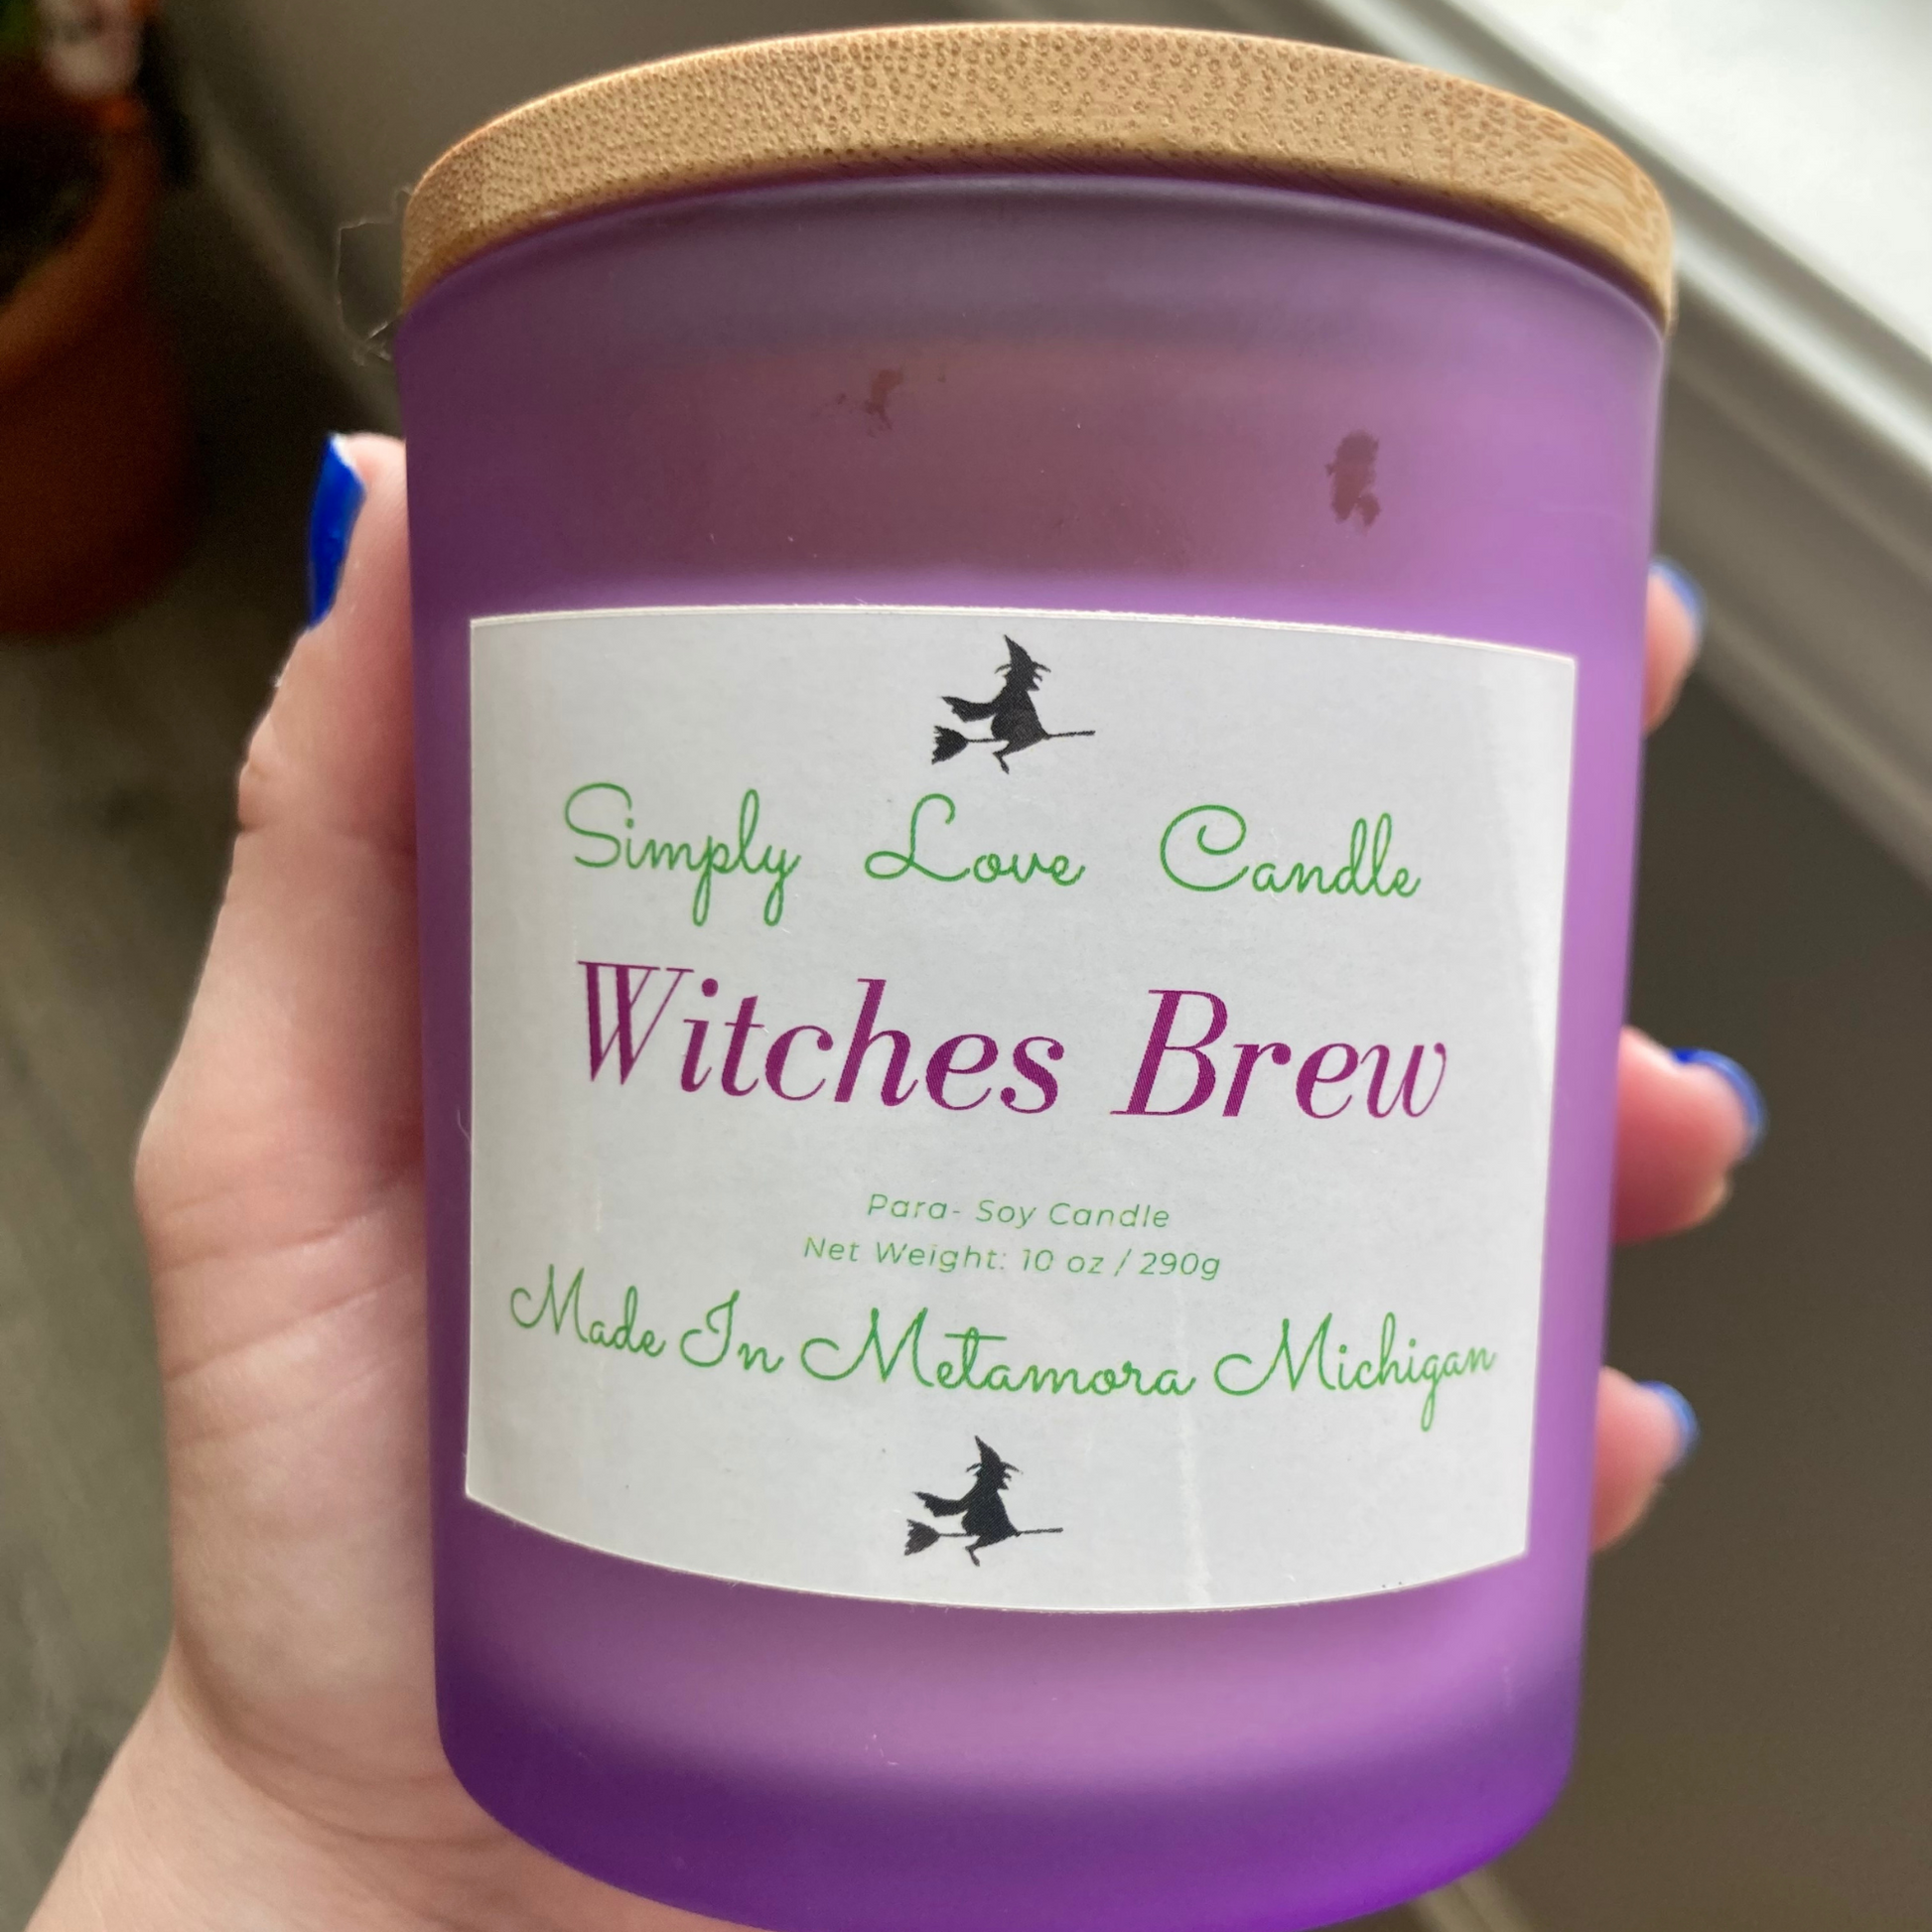 Simply Love Candle
Witches Brew
Para- Soy Candle
Net Weight: 10 oz / 290g
Made In Metamora Michigan